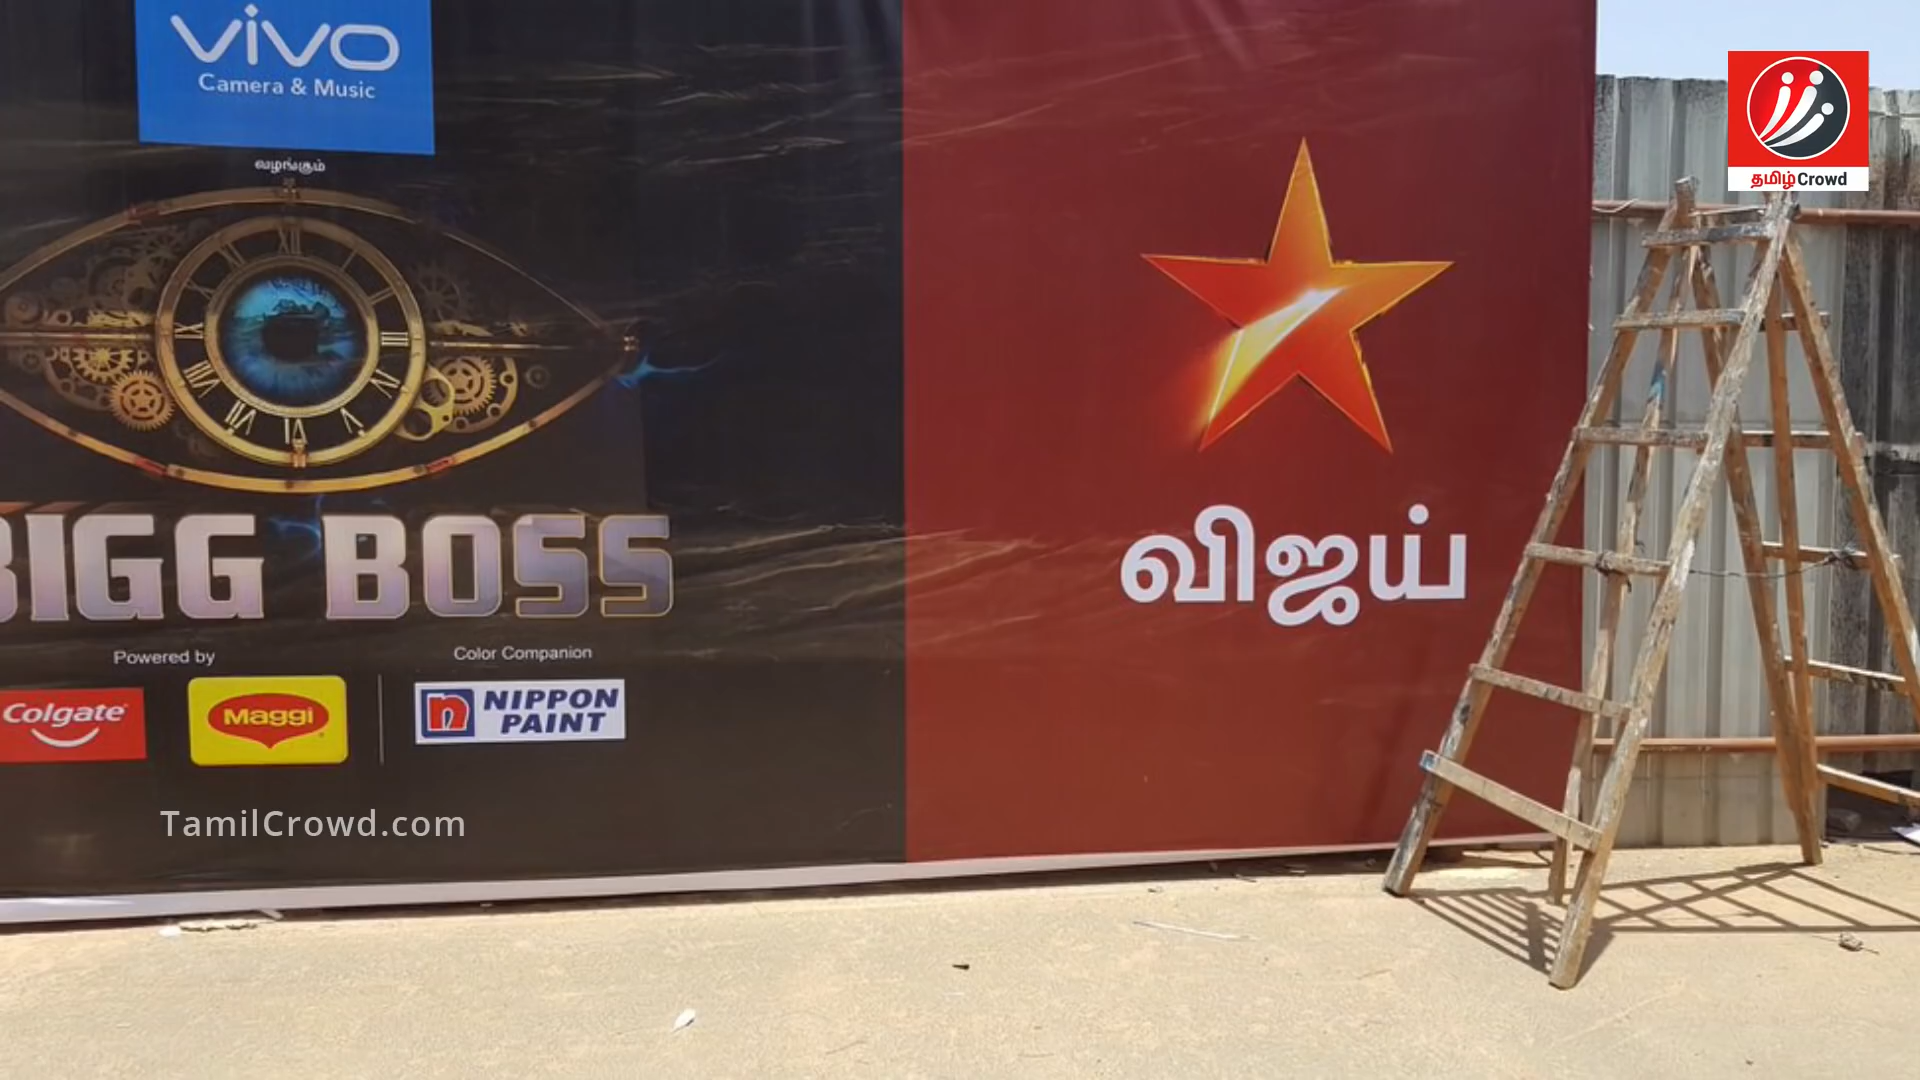 vivo
Camera & Music
வழங்கும்
BIGG BOSS
Powered by
Color Companion
Colgate
Maggi
n NIPPON PAINT
விஜய்
தமிழ்Crowd
TamilCrowd.com